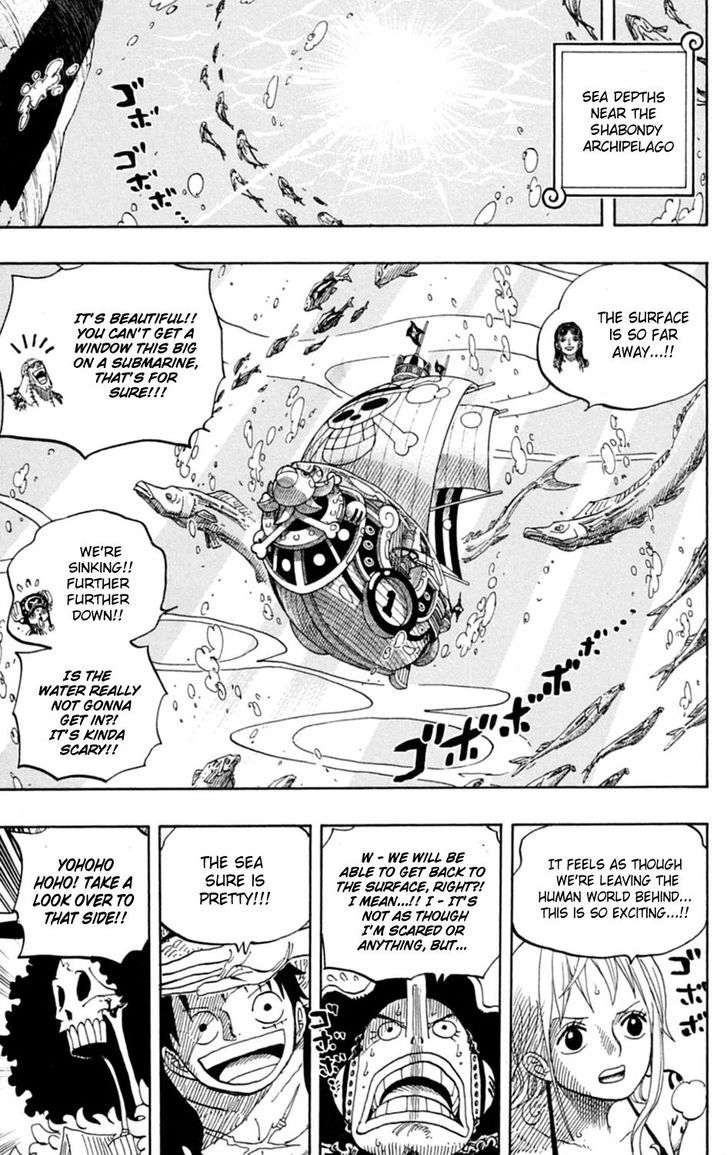 SEA DEPTHS
NEAR THE
SHABONDY
ARCHIPELAGO
ゴボ
ゴボボ...
THE SURFACE
IS SO FAR
AWAY...!!
IT'S BEAUTIFUL!!
YOU CAN'T GET A
WINDOW THIS BIG
ON A SUBMARINE,
THAT'S FOR
SURE!!!
WE'RE
SINKING!!
FURTHER
FURTHER
DOWN!!
IS THE
WATER REALLY
NOT GONNA
GET IN?!
IT'S KINDA
SCARY!!
1
ゴボゴボボボ...
IT FEELS AS THOUGH
WE'RE LEAVING THE
HUMAN WORLD BEHIND...
THIS IS SO EXCITING...!!
ゴボ
W - WE WILL BE
ABLE TO GET BACK TO
THE SURFACE, RIGHT?!
I MEAN...!! I - IT'S
NOT AS THOUGH
I'M SCARED OR
ANYTHING, BUT...
THE SEA
SURE IS
PRETTY!!!
YOHOHO
HOHO! TAKE A
LOOK OVER TO
THAT SIDE!!